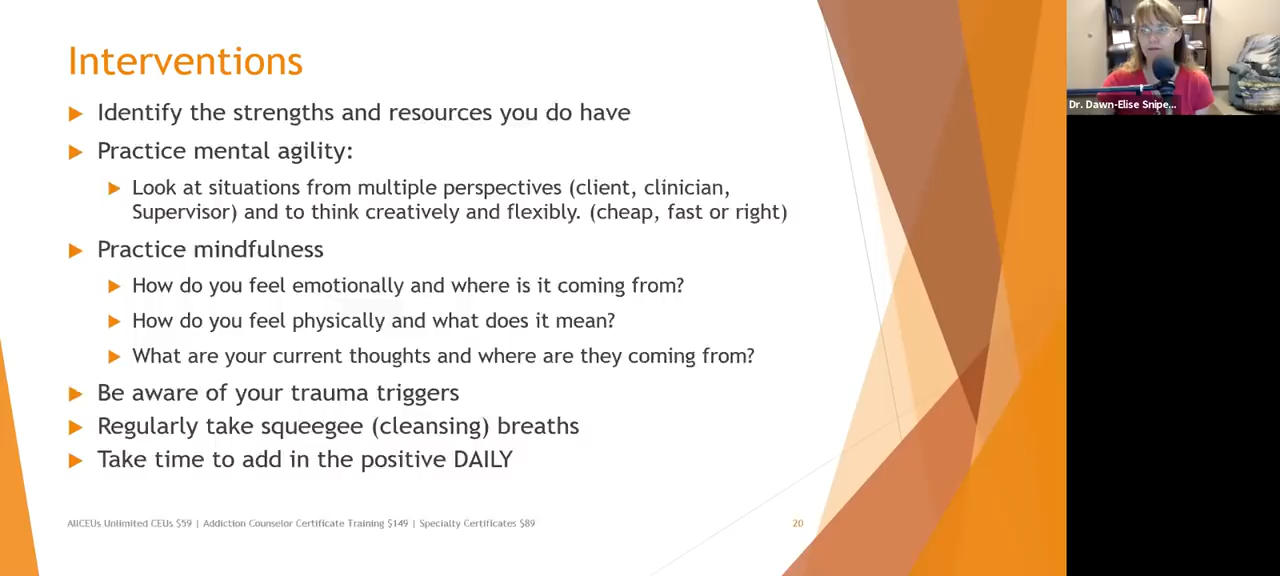 Interventions
Identify the strengths and resources you do have
Practice mental agility:
Look at situations from multiple perspectives (client, clinician,
Supervisor) and to think creatively and flexibly. (cheap, fast or right)
Practice mindfulness
How do you feel emotionally and where is it coming from?
How do you feel physically and what does it mean?
What are your current thoughts and where are they coming from?
Be aware of your trauma triggers
Regularly take squeegee (cleansing) breaths
Take time to add in the positive DAILY
AllCEUs Unlimited CEUs $59 | Addiction Counselor Certificate Training $149 | Specialty Certificates $89
20
Dr. Dawn-Elise Snipe...